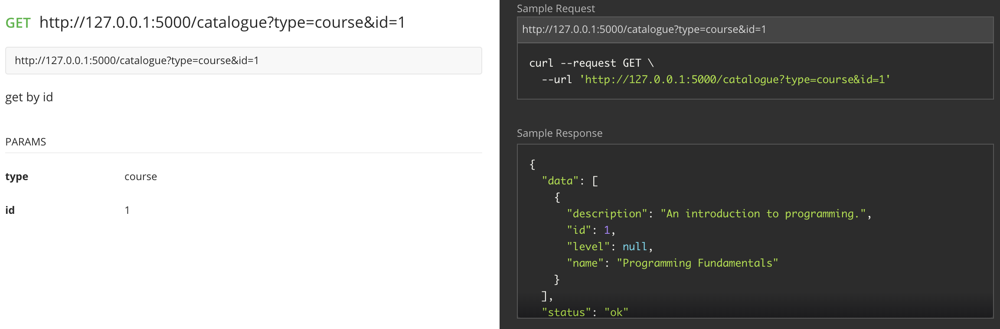 GET http://127.0.0.1:5000/catalogue?type=course&id=1
http://127.0.0.1:5000/catalogue?type=course&id=1
get by id
PARAMS
type course
id 1
Sample Request
http://127.0.0.1:5000/catalogue?type=course&id=1
curl --request GET \
  --url 'http://127.0.0.1:5000/catalogue?type=course&id=1'
Sample Response
{
  "data": [
    {
      "description": "An introduction to programming.",
      "id": 1,
      "level": null,
      "name": "Programming Fundamentals"
    }
  ],
  "status": "ok"